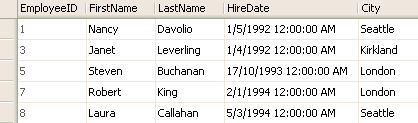 EmployeeID FirstName LastName HireDate City
1 Nancy Davolio 1/5/1992 12:00:00 AM Seattle
3 Janet Leverling 1/4/1992 12:00:00 AM Kirkland
5 Steven Buchanan 17/10/1993 12:00:00 AM London
7 Robert King 2/1/1994 12:00:00 AM London
8 Laura Callahan 5/3/1994 12:00:00 AM Seattle